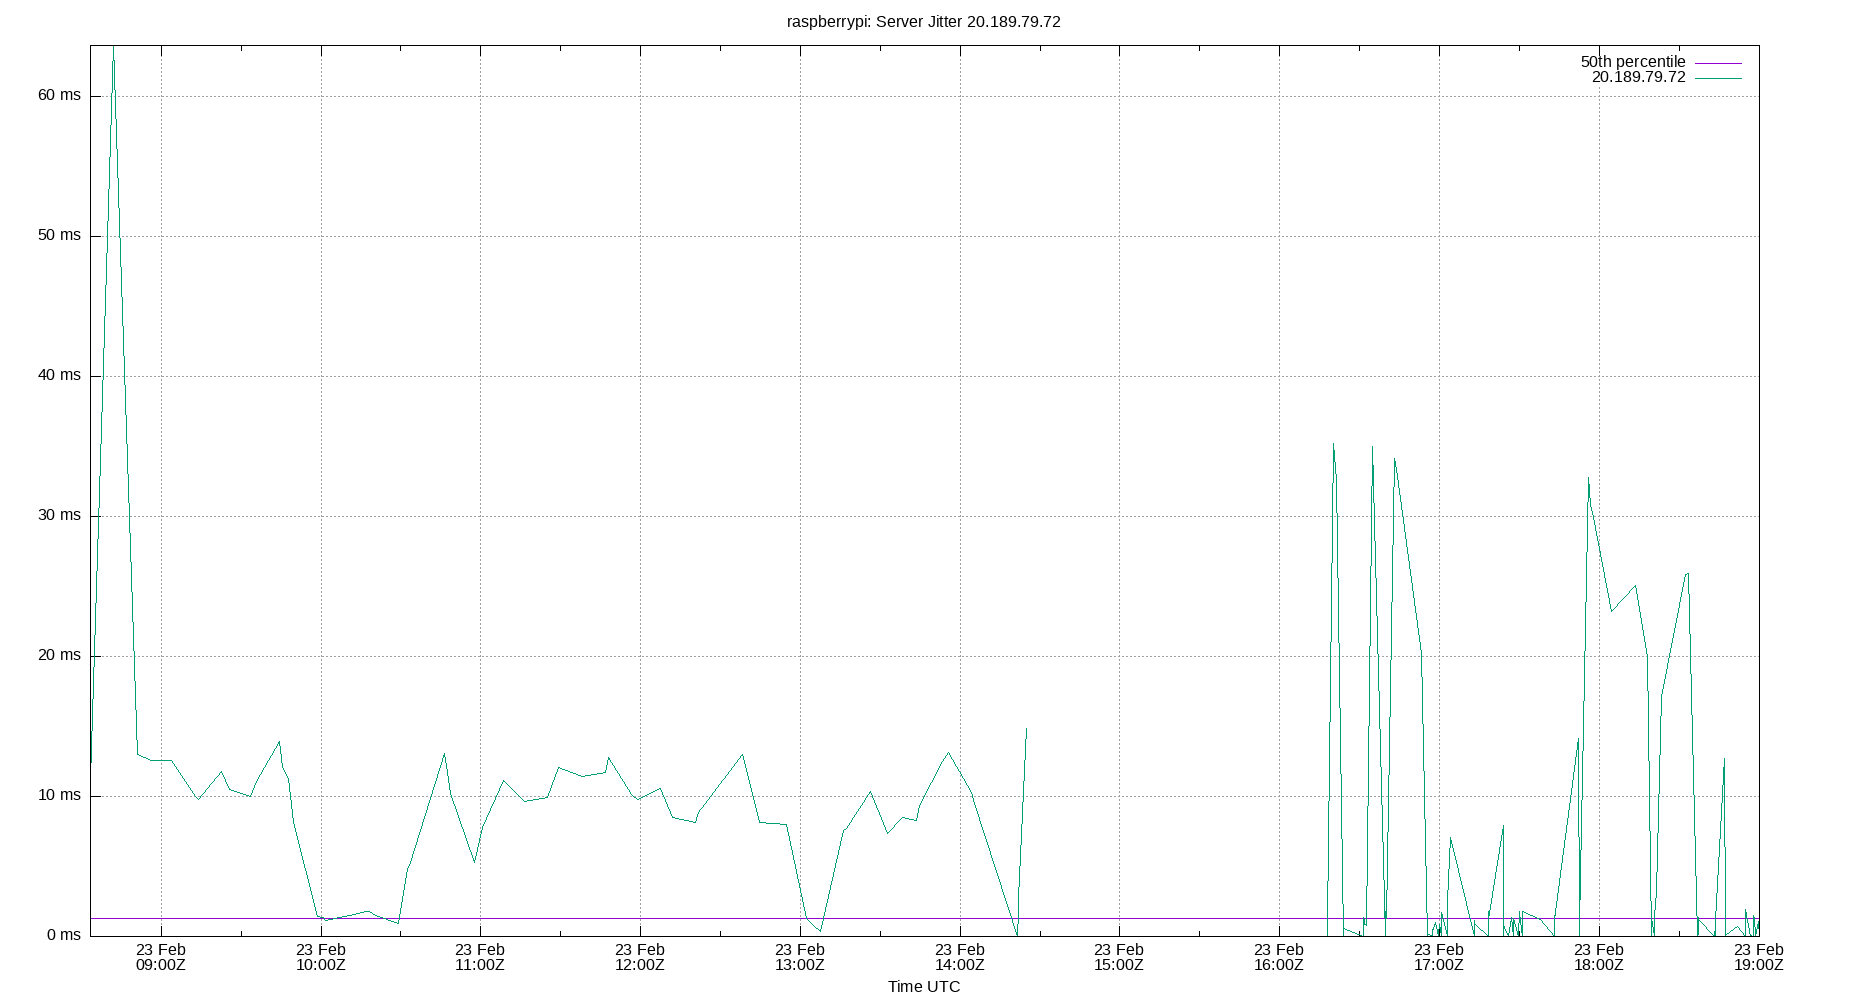 raspberrypi: Server Jitter 20.189.79.72
50th percentile
20.189.79.72
60 ms
50 ms
40 ms
30 ms
20 ms
10 ms
0 ms
23 Feb 23 Feb 23 Feb 23 Feb 23 Feb 23 Feb 23 Feb 23 Feb 23 Feb 23 Feb 23 Feb
09:00Z 10:00Z 11:00Z 12:00Z 13:00Z 14:00Z 15:00Z 16:00Z 17:00Z 18:00Z 19:00Z
Time UTC